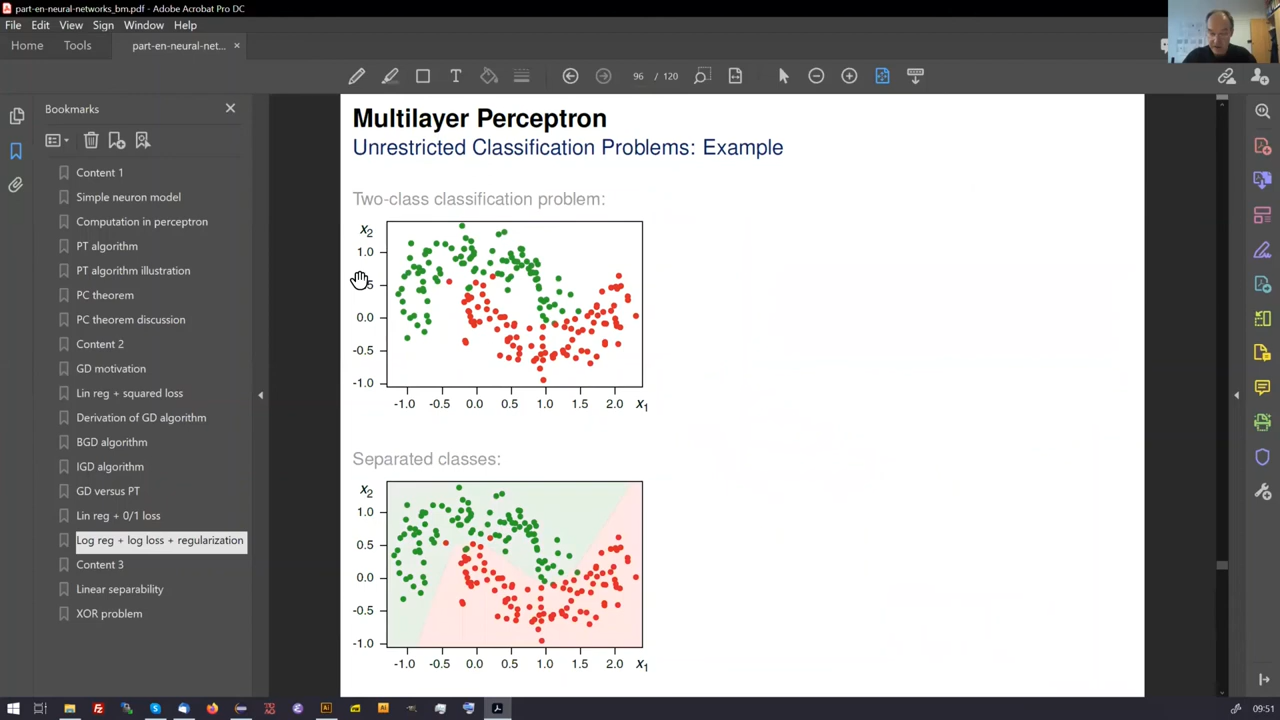 part-en-neural-networks_bm.pdf - Adobe Acrobat Pro DC
File Edit View Sign Window Help
Home Tools part-en-neural-net... ×
96 / 120
Bookmarks
Content 1
Simple neuron model
Computation in perceptron
PT algorithm
PT algorithm illustration
PC theorem
PC theorem discussion
Content 2
GD motivation
Lin reg + squared loss
Derivation of GD algorithm
BGD algorithm
IGD algorithm
GD versus PT
Lin reg + 0/1 loss
Log reg + log loss + regularization
Content 3
Linear separability
XOR problem
Multilayer Perceptron
Unrestricted Classification Problems: Example
Two-class classification problem:
x2
1.0
5
0.0
-0.5
-1.0
-1.0 -0.5 0.0 0.5 1.0 1.5 2.0 x1
Separated classes:
x2
1.0
0.5
0.0
-0.5
-1.0
-1.0 -0.5 0.0 0.5 1.0 1.5 2.0 x1
09:51